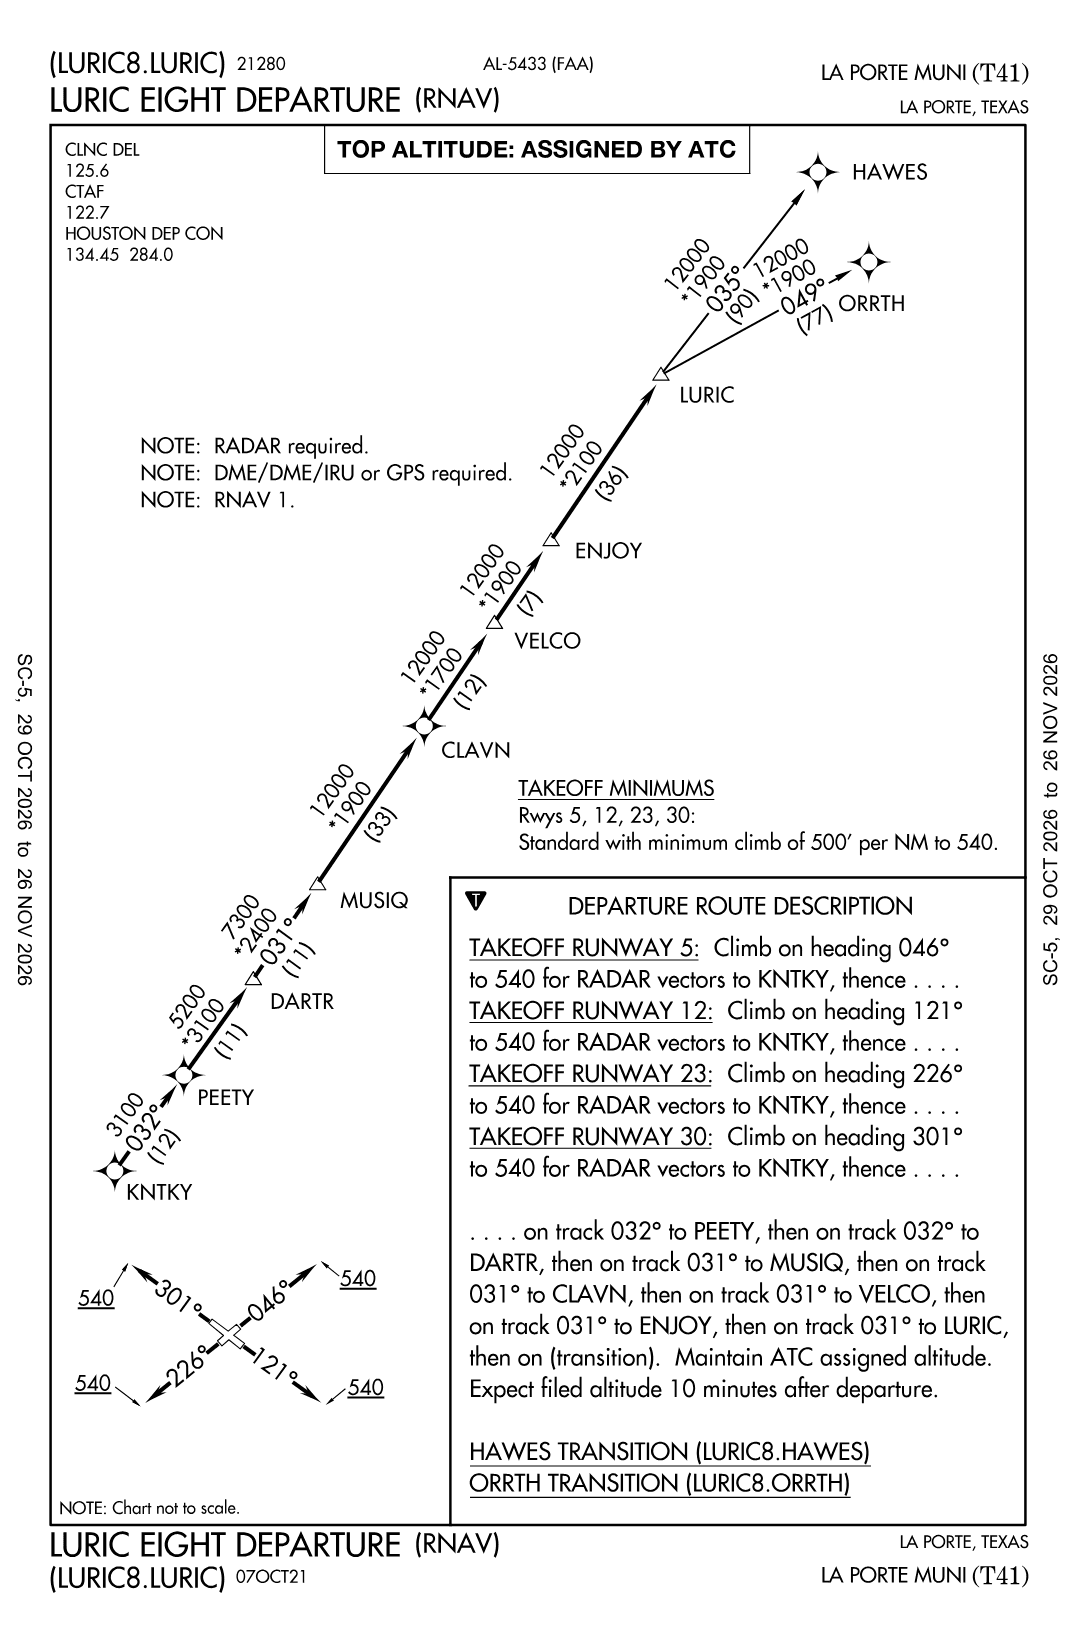 (LURIC8.LURIC) 21280
AL-5433 (FAA)
LA PORTE MUNI (T41)
LURIC EIGHT DEPARTURE (RNAV)
LA PORTE, TEXAS
TOP ALTITUDE: ASSIGNED BY ATC
CLNC DEL
125.6
CTAF
122.7
HOUSTON DEP CON
134.45 284.0
HAWES
12000
*1900
035°
(90)
12000
*1900
049°
(77)
ORRTH
LURIC
12000
*2100
(36)
NOTE: RADAR required.
NOTE: DME/DME/IRU or GPS required.
NOTE: RNAV 1.
ENJOY
12000
*1900
(7)
VELCO
12000
*1700
(12)
CLAVN
12000
*1900
(33)
TAKEOFF MINIMUMS
Rwys 5, 12, 23, 30:
Standard with minimum climb of 500' per NM to 540.
MUSIQ
7300
*2400
031°
(11)
DARTR
5200
*3100
(11)
PEETY
3100
032°
(12)
KNTKY
T
DEPARTURE ROUTE DESCRIPTION
TAKEOFF RUNWAY 5: Climb on heading 046°
to 540 for RADAR vectors to KNTKY, thence . . . .
TAKEOFF RUNWAY 12: Climb on heading 121°
to 540 for RADAR vectors to KNTKY, thence . . . .
TAKEOFF RUNWAY 23: Climb on heading 226°
to 540 for RADAR vectors to KNTKY, thence . . . .
TAKEOFF RUNWAY 30: Climb on heading 301°
to 540 for RADAR vectors to KNTKY, thence . . . .
. . . . on track 032° to PEETY, then on track 032° to
DARTR, then on track 031° to MUSIQ, then on track
031° to CLAVN, then on track 031° to VELCO, then
on track 031° to ENJOY, then on track 031° to LURIC,
then on (transition). Maintain ATC assigned altitude.
Expect filed altitude 10 minutes after departure.
HAWES TRANSITION (LURIC8.HAWES)
ORRTH TRANSITION (LURIC8.ORRTH)
540
301°
046°
540
540
226°
121°
540
NOTE: Chart not to scale.
SC-5, 29 OCT 2026 to 26 NOV 2026
SC-5, 29 OCT 2026 to 26 NOV 2026
LURIC EIGHT DEPARTURE (RNAV)
LA PORTE, TEXAS
(LURIC8.LURIC) 07OCT21
LA PORTE MUNI (T41)